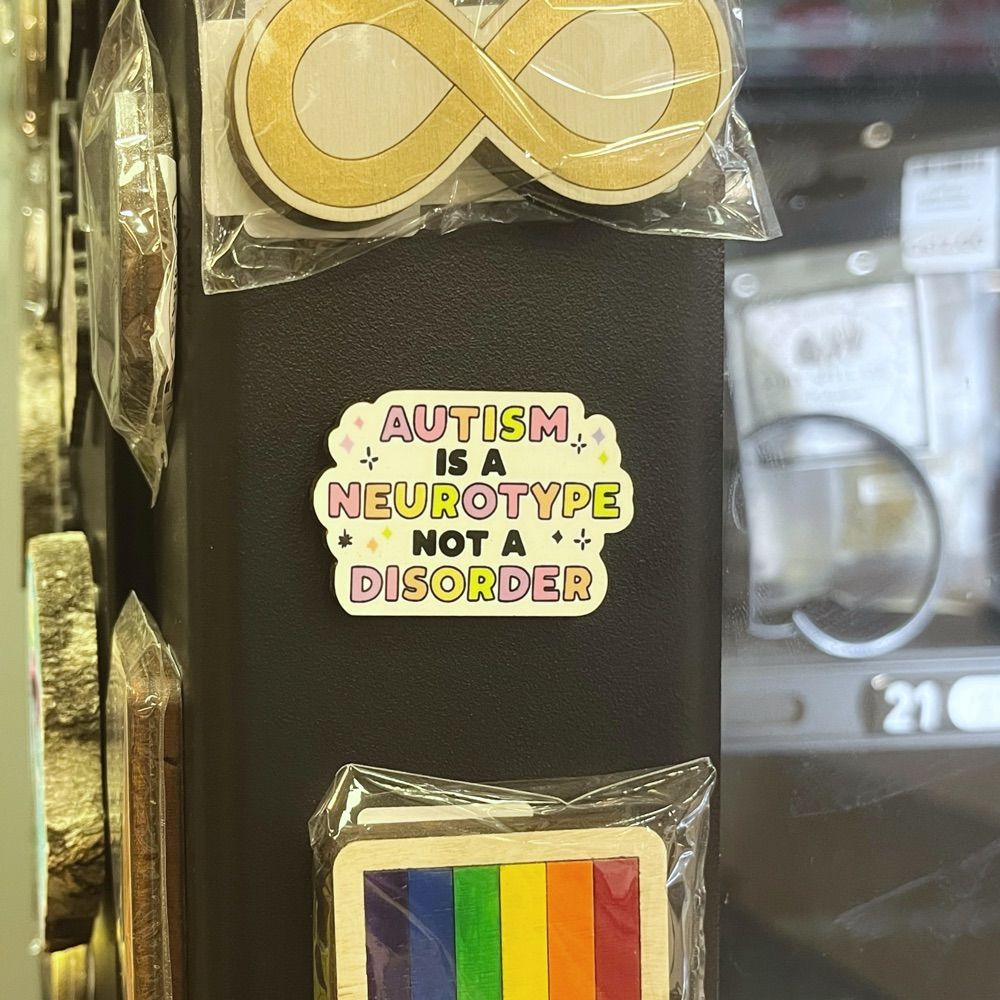 AUTISM
IS A
NEUROTYPE
NOT A
DISORDER
21